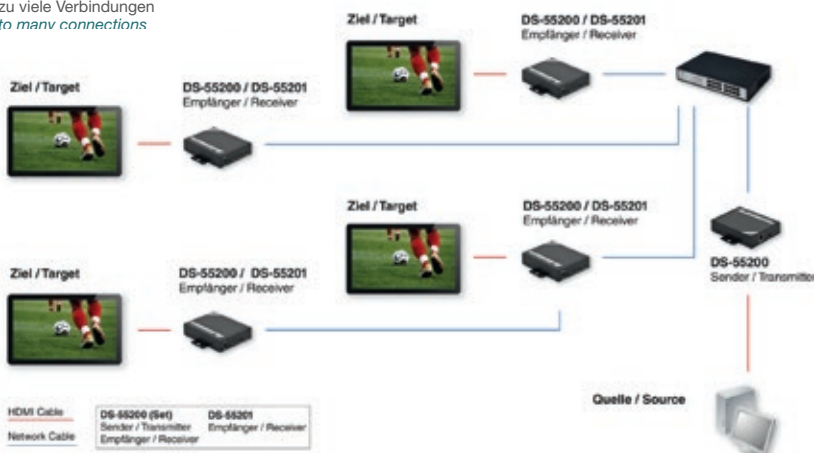 zu viele Verbindungen
to many connections
Ziel / Target
DS-55200 / DS-55201
Empfänger / Receiver
Ziel / Target
DS-55200 / DS-55201
Empfänger / Receiver
Ziel / Target
DS-55200 / DS-55201
Empfänger / Receiver
DS-55200
Sender / Transmitter
Ziel / Target
DS-55200 / DS-55201
Empfänger / Receiver
Quelle / Source
HDMI Cable
Network Cable
DS-55200 (Set)
Sender / Transmitter
Empfänger / Receiver
DS-55201
Empfänger / Receiver